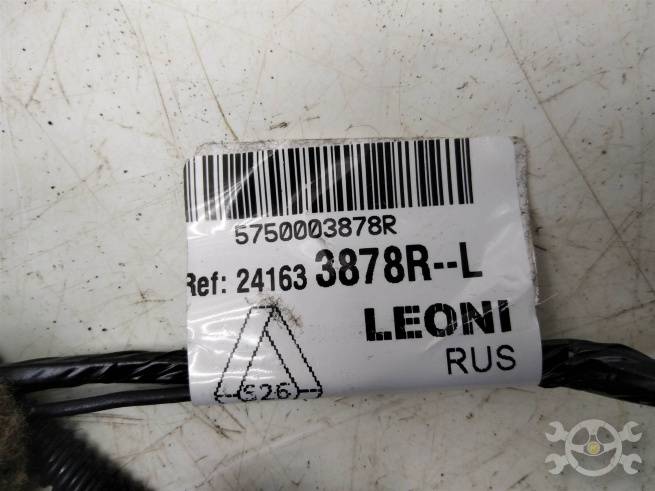 5750003878R
Ref: 24163 3878R--L
LEONI
RUS
(S26)